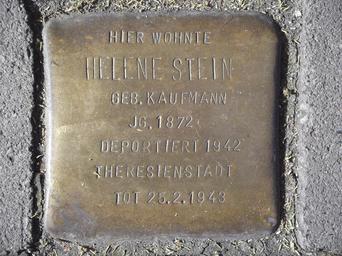 HIER WOHNTE
HELENE STEIN
GEB. KAUFMANN
JG. 1872
DEPORTIERT 1942
THERESIENSTADT
TOT 25.2.1943